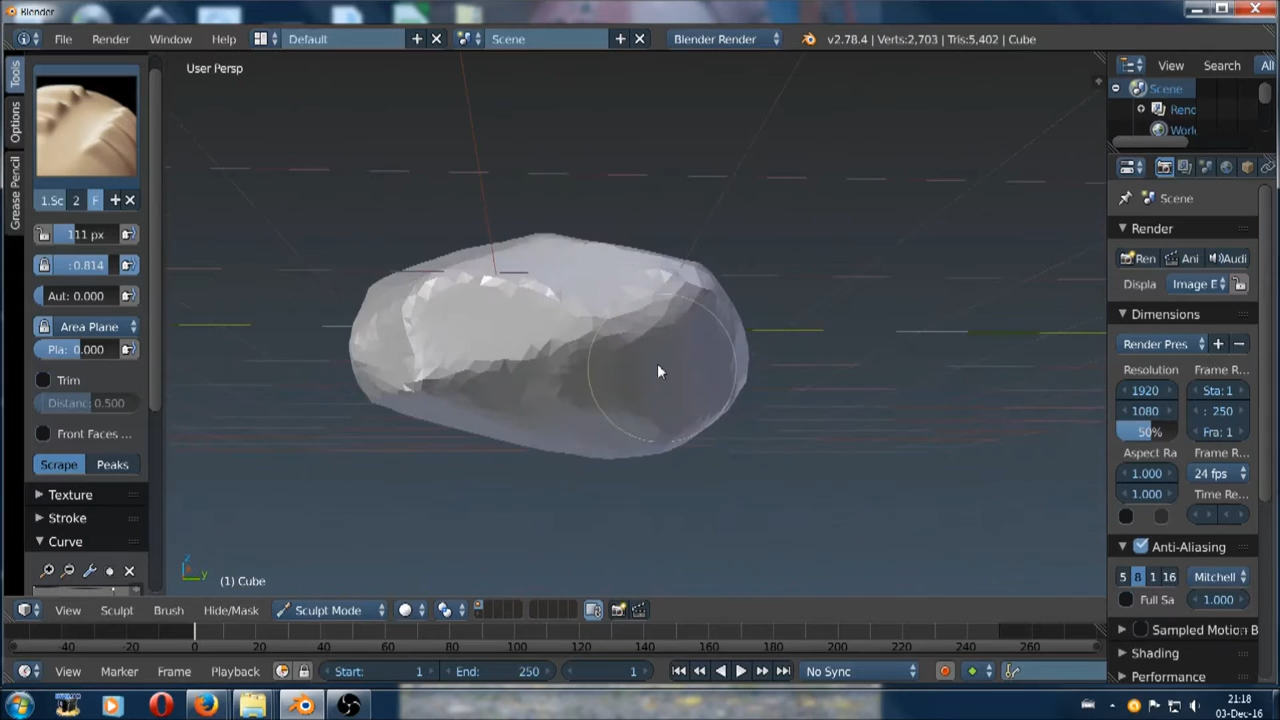 Blender
File Render Window Help Default Scene Blender Render v2.78.4 | Verts:2,703 | Tris:5,402 | Cube
User Persp
View Search All
Scene
Rend
Worl
Tools
Options
Grease Pencil
1.Sc 2 F
111 px
:0.814
Aut: 0.000
Area Plane
Pla: 0.000
Trim
Distanc: 0.500
Front Faces ...
Scrape Peaks
Texture
Stroke
Curve
Scene
Render
Ren Ani Audi
Displa Image E
Dimensions
Render Pres
Resolution Frame R...
1920 Sta: 1
1080 : 250
50% Fra: 1
Aspect Ra Frame R...
1.000 24 fps
1.000 Time Re...
Anti-Aliasing
5 8 1 16 Mitchell
Full Sa 1.000
Sampled Motion B
Shading
Performance
z
y
(1) Cube
View Sculpt Brush Hide/Mask Sculpt Mode
-40 -20 0 20 40 60 80 100 120 140 160 180 200 220 240 260
View Marker Frame Playback Start: 1 End: 250 1 No Sync
21:18
03-Dec-16